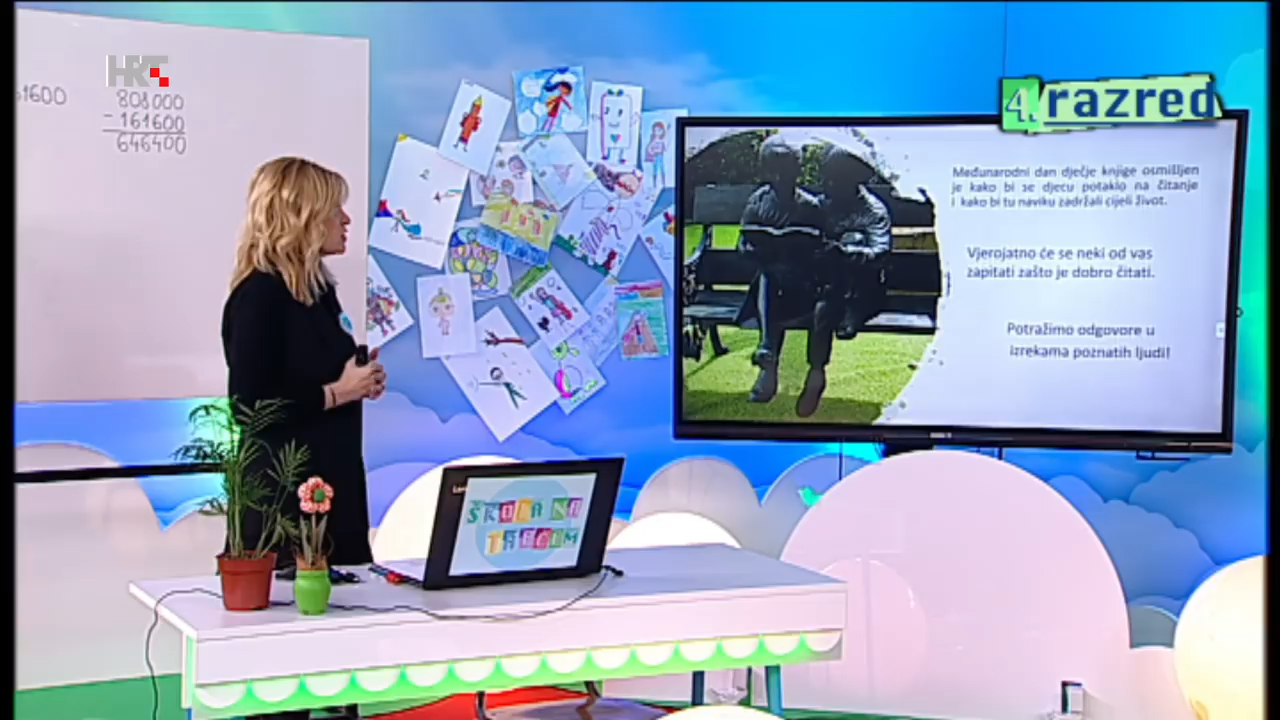 HRT
1600
808000
- 161600
646400
4. razred
Međunarodni dan dječje knjige osmišljen
je kako bi se djecu potaklo na čitanje
i kako bi tu naviku zadržali cijeli život.
Vjerojatno će se neki od vas
zapitati zašto je dobro čitati.
Potražimo odgovore u
izrekama poznatih ljudi!
ŠKOLA NA
TREĆEM